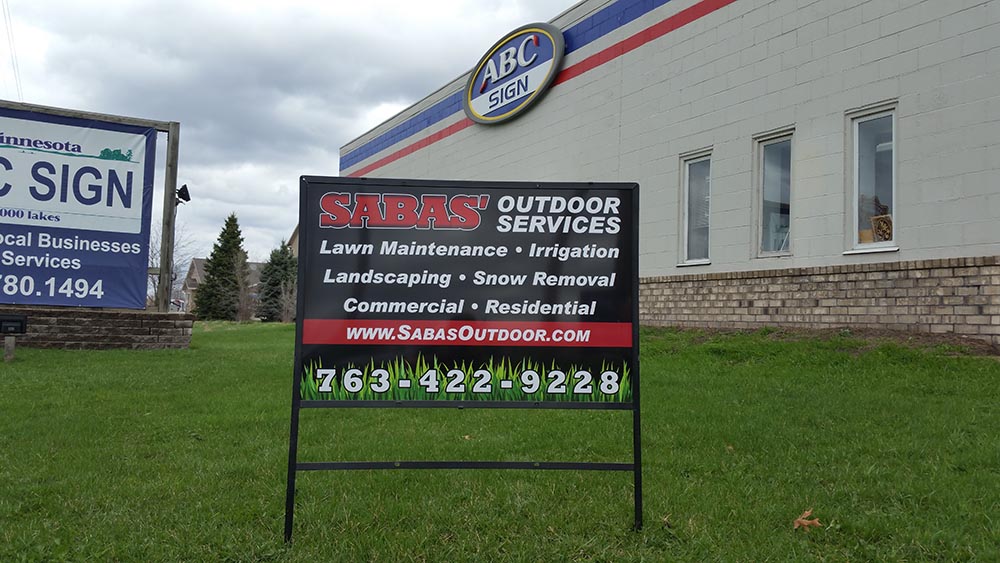 ABC
SIGN
innesota
C SIGN
000 lakes
ocal Businesses
Services
780.1494
SABAS' OUTDOOR
SERVICES
Lawn Maintenance • Irrigation
Landscaping • Snow Removal
Commercial • Residential
www.SabasOutdoor.com
763-422-9228